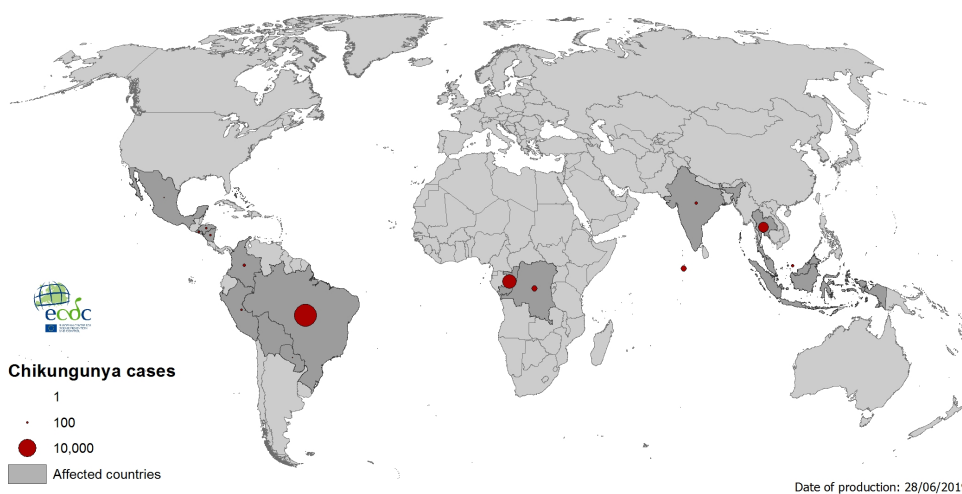 ecdc
Chikungunya cases
1
100
10,000
Affected countries
Date of production: 28/06/201